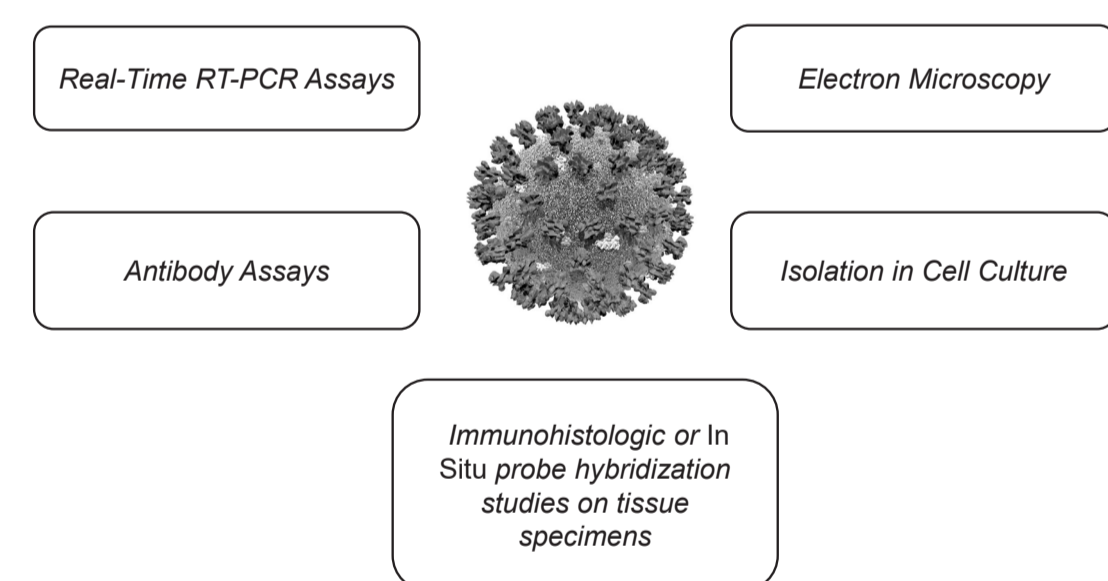 Real-Time RT-PCR Assays
Electron Microscopy
Antibody Assays
Isolation in Cell Culture
Immunohistologic or In
Situ probe hybridization
studies on tissue
specimens